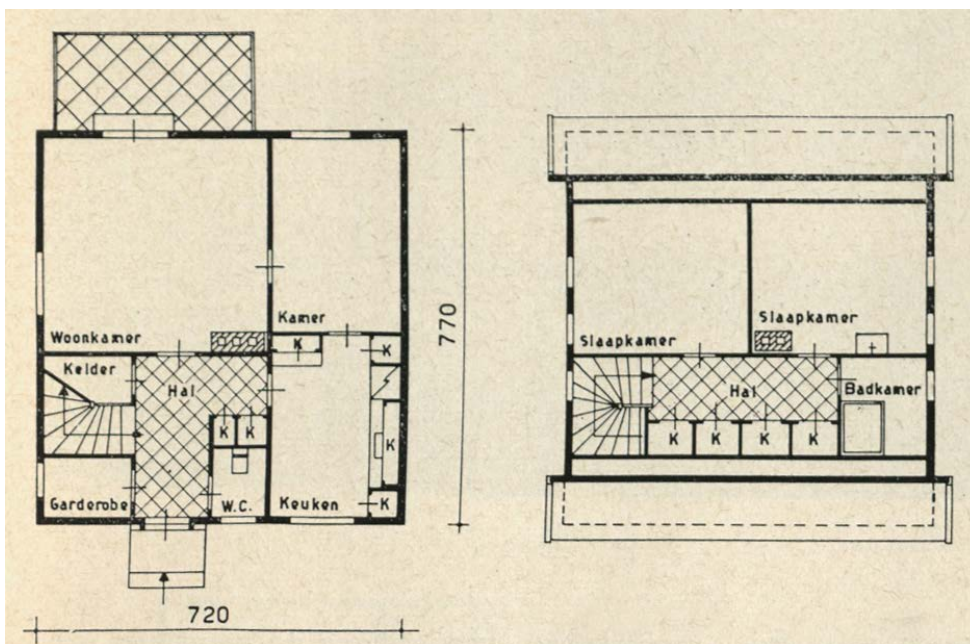 Woonkamer
Kamer
K
K
Kelder
Hal
K
K
K
Garderobe
W.C.
Keuken
K
720
770
Slaapkamer
Slaapkamer
Hal
Badkamer
K
K
K
K